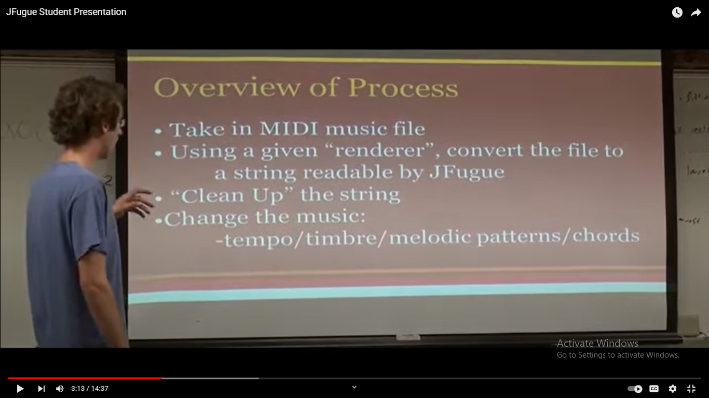 JFugue Student Presentation
Overview of Process
• Take in MIDI music file
• Using a given "renderer", convert the file to
a string readable by JFugue
• "Clean Up" the string
•Change the music:
-tempo/timbre/melodic patterns/chords
2
Activate Windows
Go to Settings to activate Windows.
3:13 / 14:37